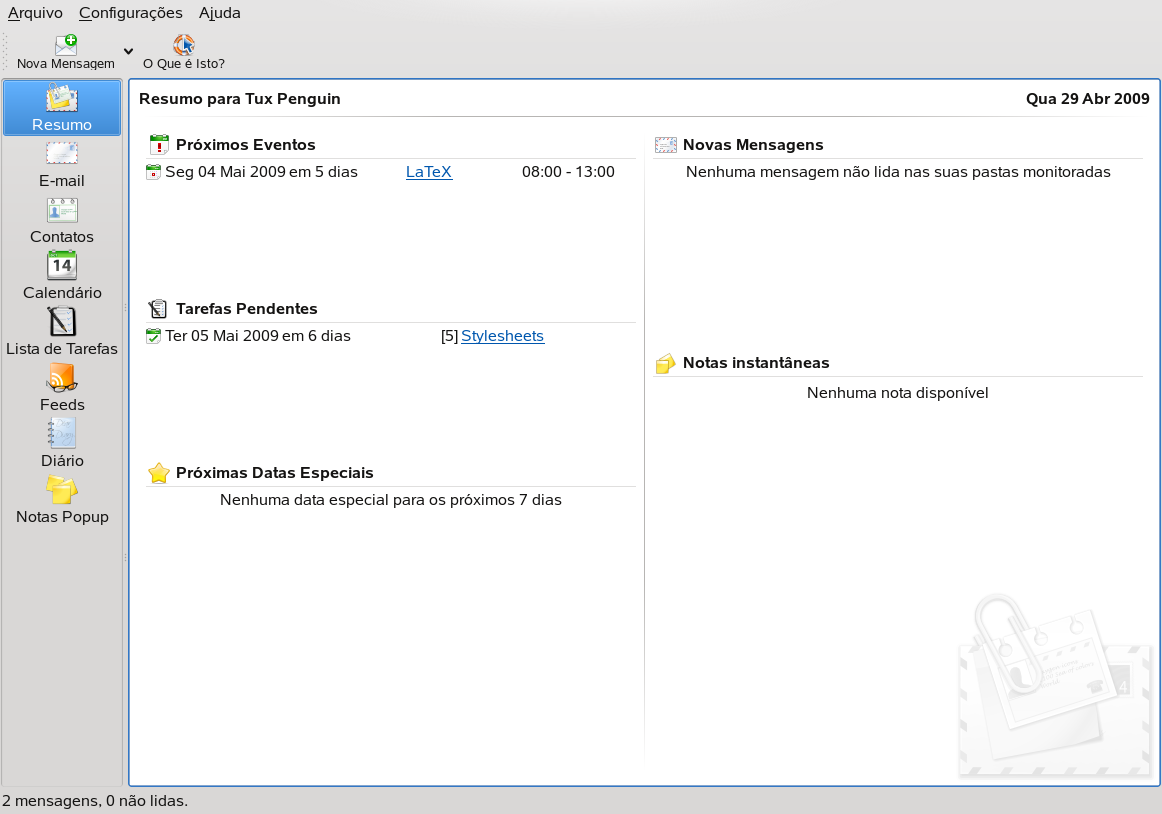 Arquivo Configurações Ajuda
Nova Mensagem O Que é Isto?
Resumo
E-mail
Contatos
14
Calendário
Lista de Tarefas
Feeds
Diário
Notas Popup
Resumo para Tux Penguin Qua 29 Abr 2009
Próximos Eventos
Seg 04 Mai 2009 em 5 dias LaTeX 08:00 - 13:00
Tarefas Pendentes
Ter 05 Mai 2009 em 6 dias [5] Stylesheets
Próximas Datas Especiais
Nenhuma data especial para os próximos 7 dias
Novas Mensagens
Nenhuma mensagem não lida nas suas pastas monitoradas
Notas instantâneas
Nenhuma nota disponível
4
2 mensagens, 0 não lidas.